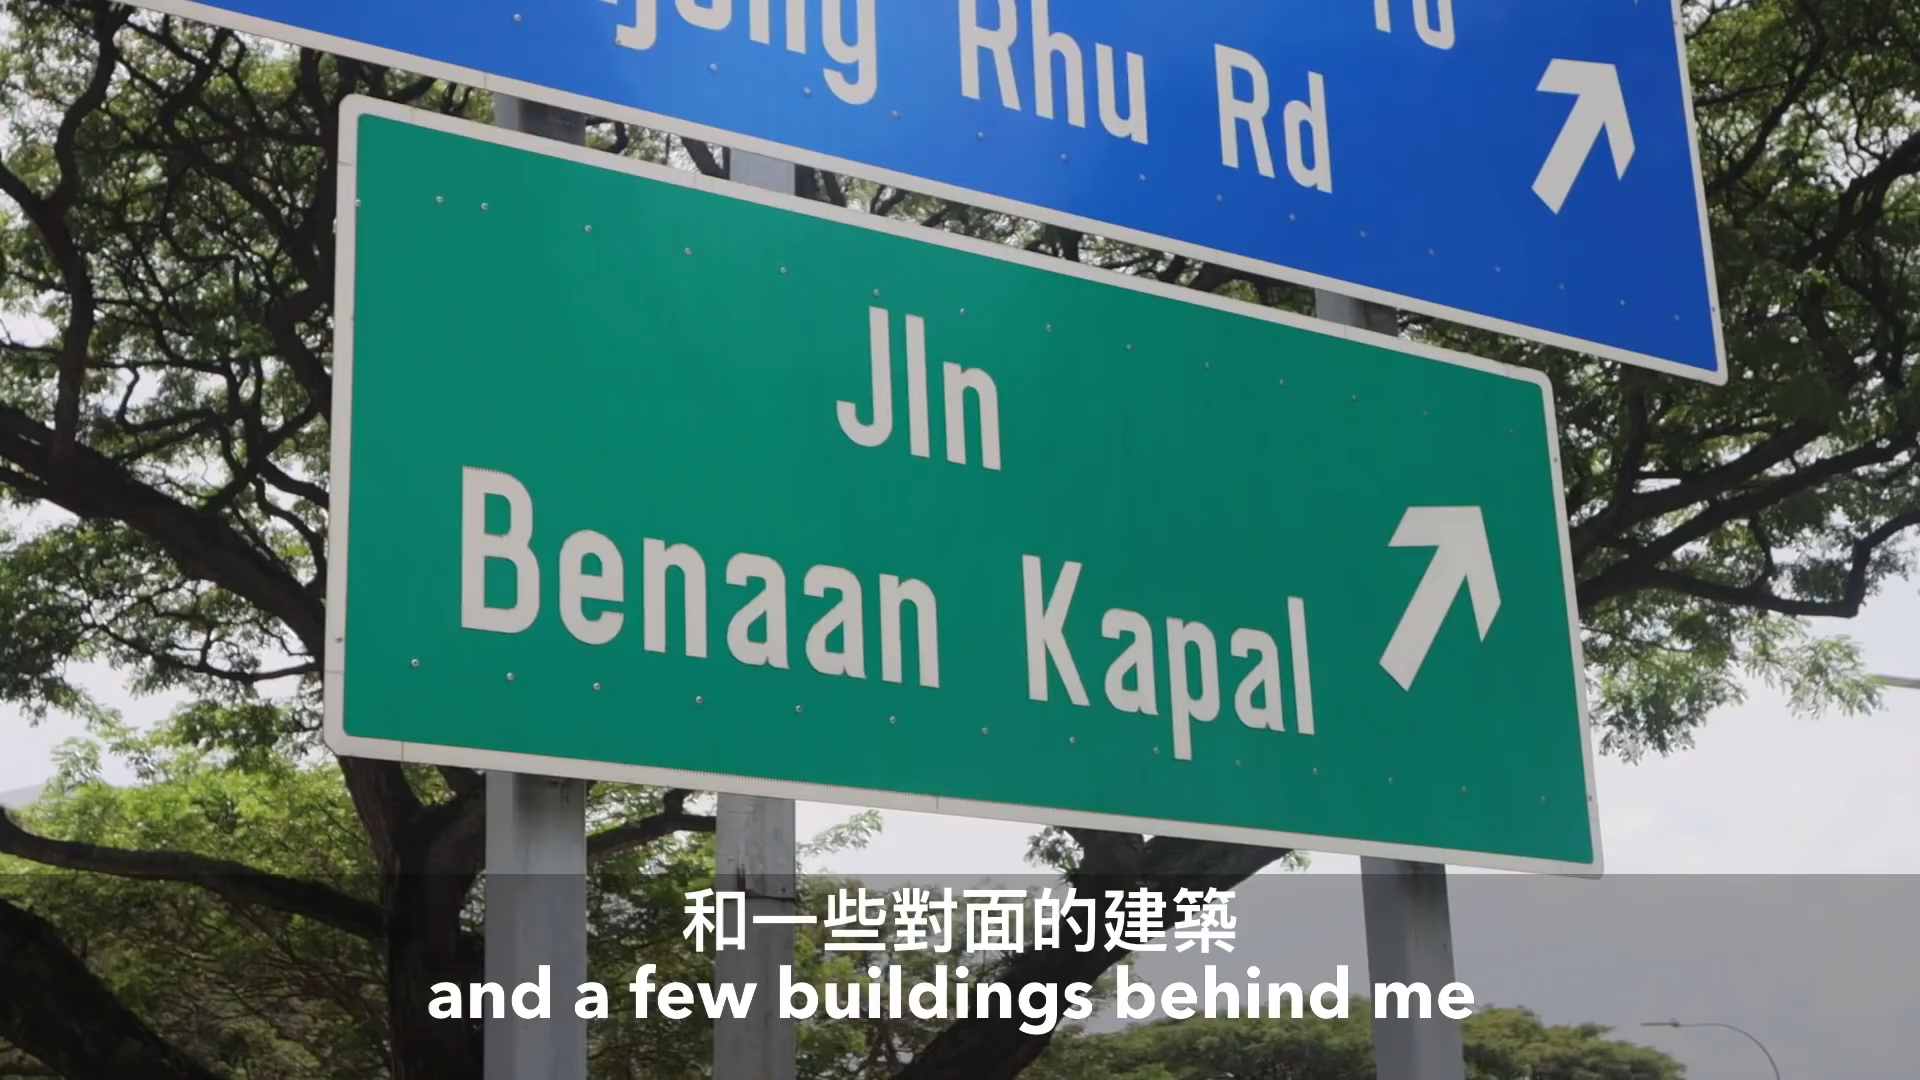 Rhu Rd
Jln
Benaan Kapal
和一些對面的建築
and a few buildings behind me